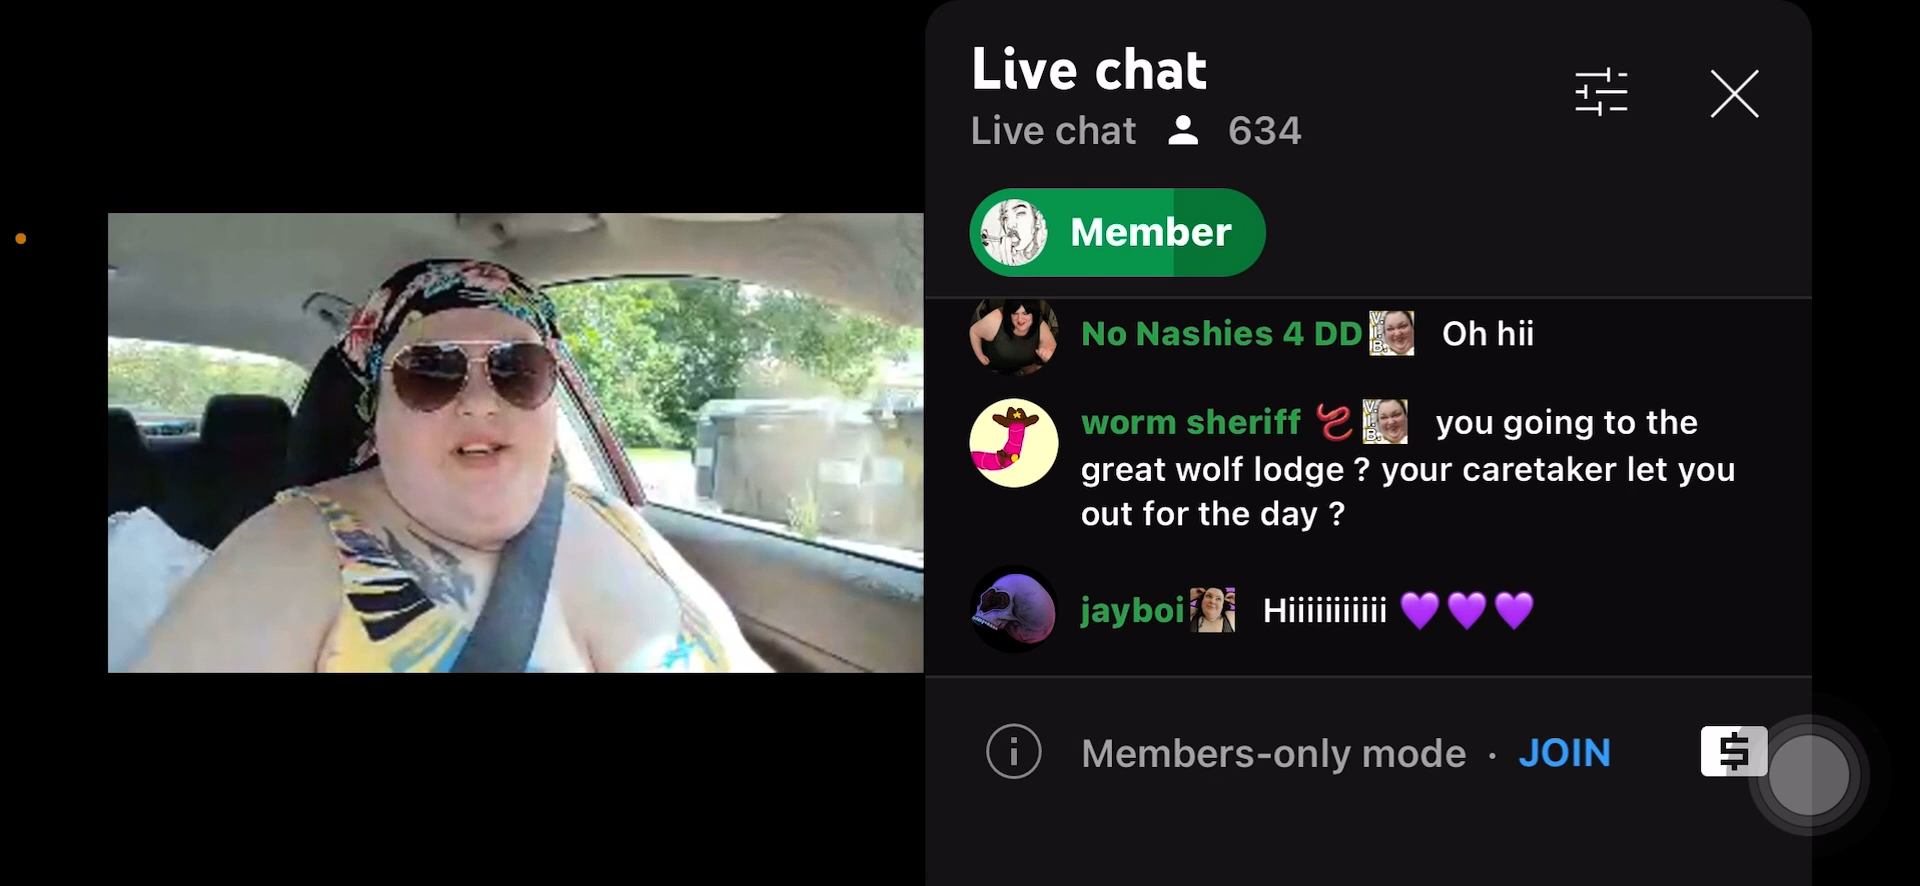 Live chat
Live chat 634
Member
No Nashies 4 DD Oh hii
worm sheriff you going to the
great wolf lodge ? your caretaker let you
out for the day ?
jayboi Hiiiiiiiiiii 💜💜💜
Members-only mode · JOIN